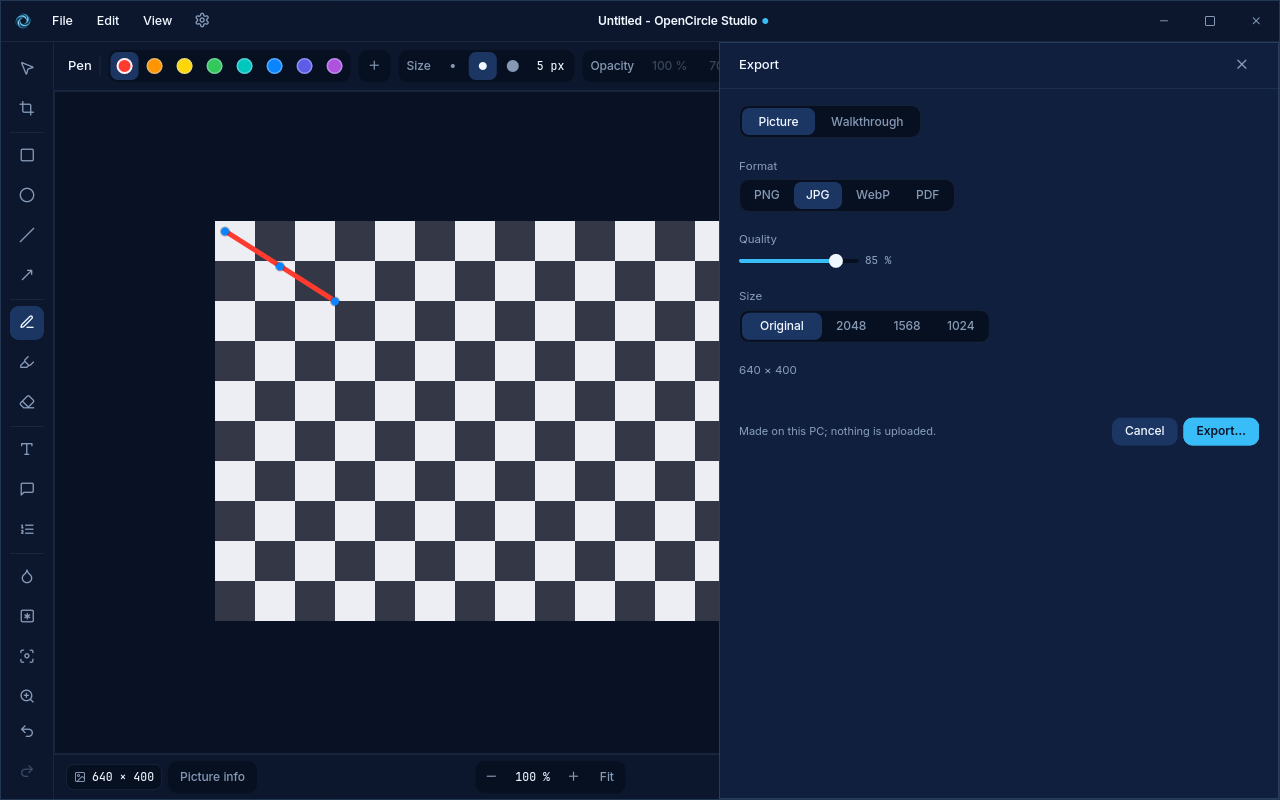 File Edit View
Untitled - OpenCircle Studio
Pen
Size
5 px
Opacity
100 %
Export
Picture Walkthrough
Format
PNG JPG WebP PDF
Quality
85 %
Size
Original 2048 1568 1024
640 × 400
Made on this PC; nothing is uploaded.
Cancel Export...
640 × 400
Picture info
100 %
Fit